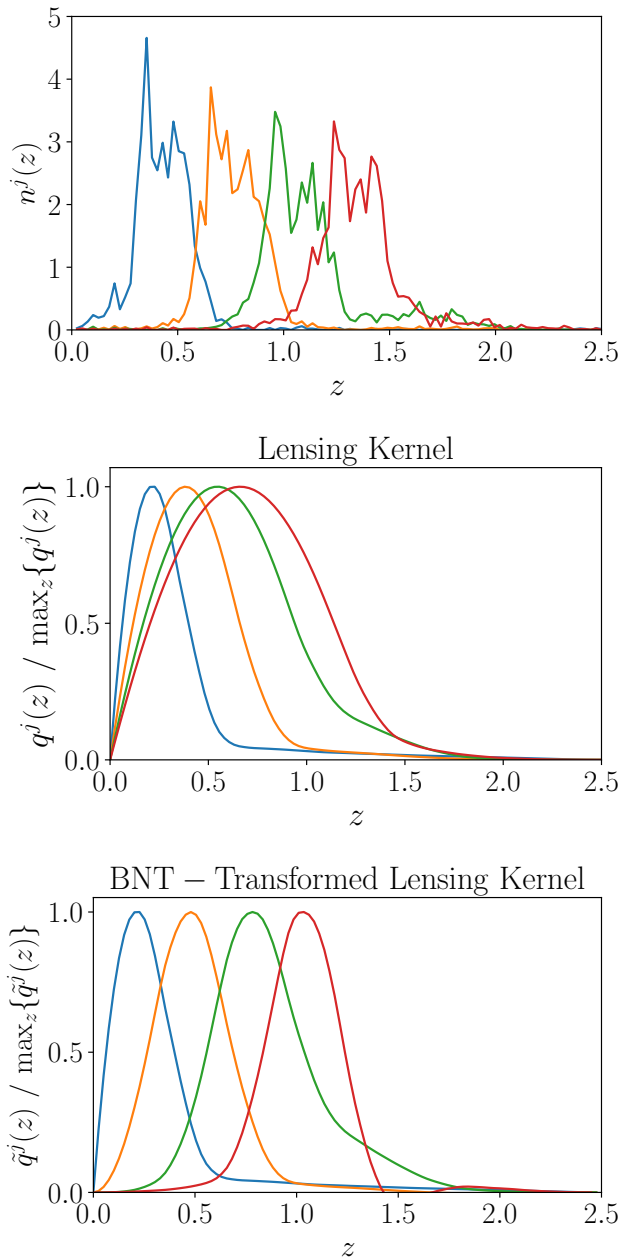 5
4
3
2
1
0
n^j(z)
0.0 0.5 1.0 1.5 2.0 2.5
z
Lensing Kernel
1.0
0.5
0.0
q^j(z) / max_z{q^j(z)}
0.0 0.5 1.0 1.5 2.0 2.5
z
BNT − Transformed Lensing Kernel
1.0
0.5
0.0
q̃^j(z) / max_z{q̃^j(z)}
0.0 0.5 1.0 1.5 2.0 2.5
z